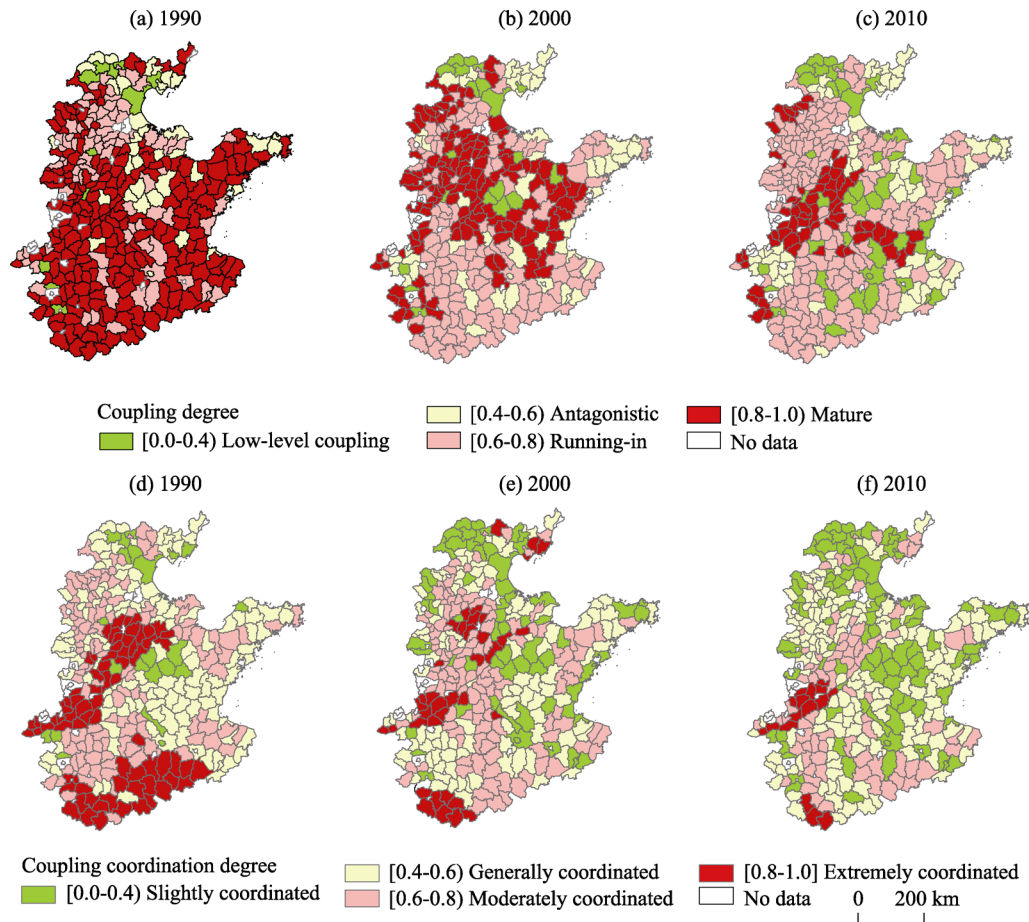 (a) 1990
(b) 2000
(c) 2010
Coupling degree
[0.0-0.4) Low-level coupling
[0.4-0.6) Antagonistic
[0.6-0.8) Running-in
[0.8-1.0) Mature
No data
(d) 1990
(e) 2000
(f) 2010
Coupling coordination degree
[0.0-0.4) Slightly coordinated
[0.4-0.6) Generally coordinated
[0.6-0.8) Moderately coordinated
[0.8-1.0] Extremely coordinated
No data
0 200 km